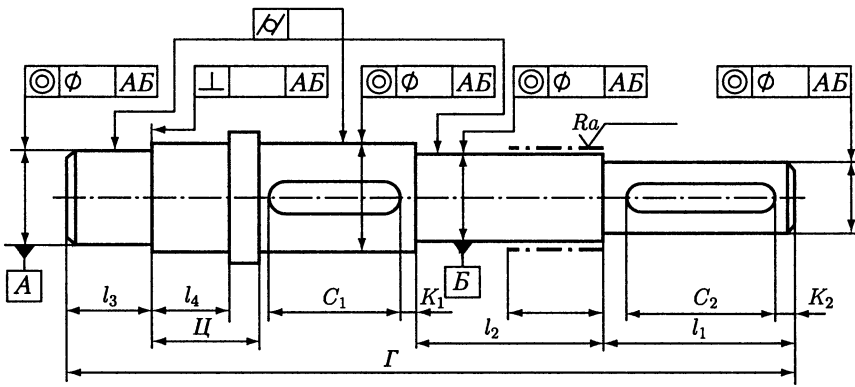 ϕ АБ
⊥ АБ
ϕ АБ
ϕ АБ
ϕ АБ
Ra
А
Б
l₃
l₄
C₁
K₁
C₂
K₂
Ц
l₂
l₁
Г